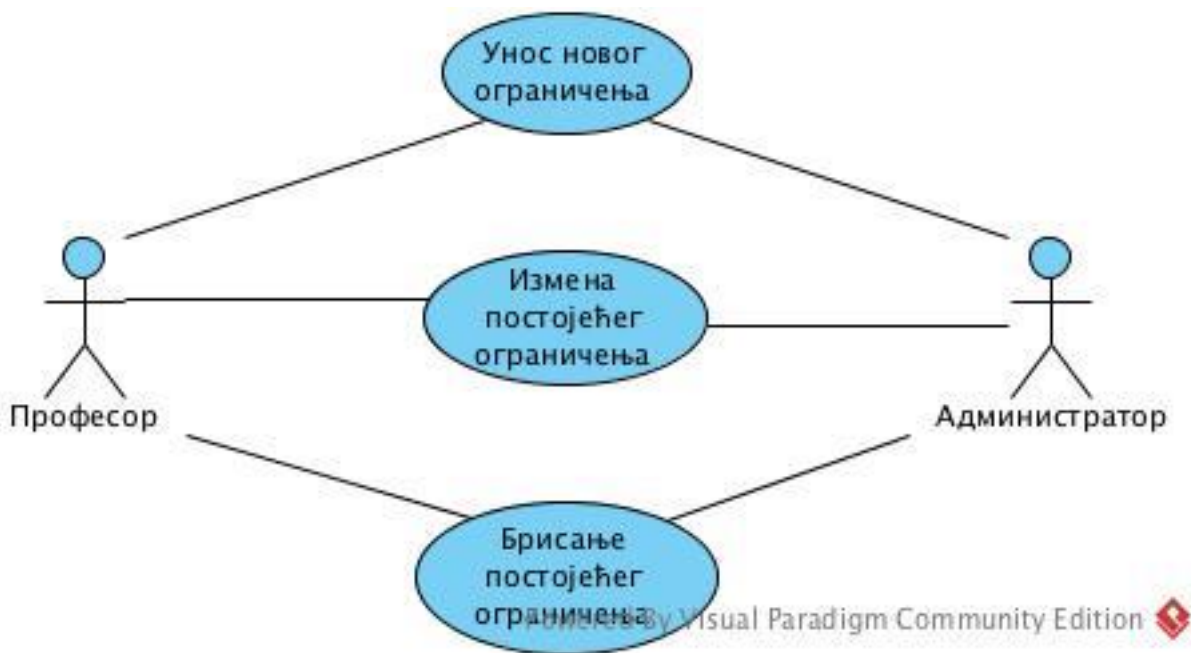 Унос новог
ограничења
Измена
постојећег
ограничења
Професор
Администратор
Брисање
постојећег
ограничења
Powered By Visual Paradigm Community Edition